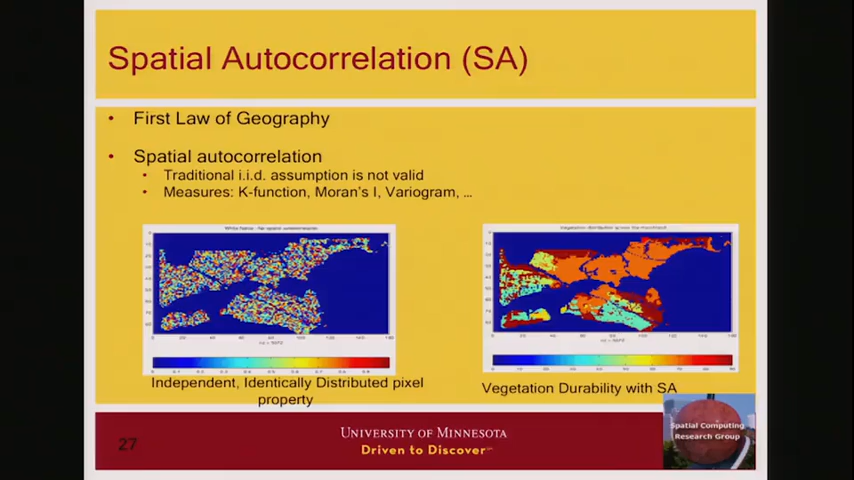 Spatial Autocorrelation (SA)
• First Law of Geography
• Spatial autocorrelation
• Traditional i.i.d. assumption is not valid
• Measures: K-function, Moran's I, Variogram, ...
Independent, Identically Distributed pixel
property
Vegetation Durability with SA
27
UNIVERSITY OF MINNESOTA
Driven to Discover
Spatial Computing
Research Group